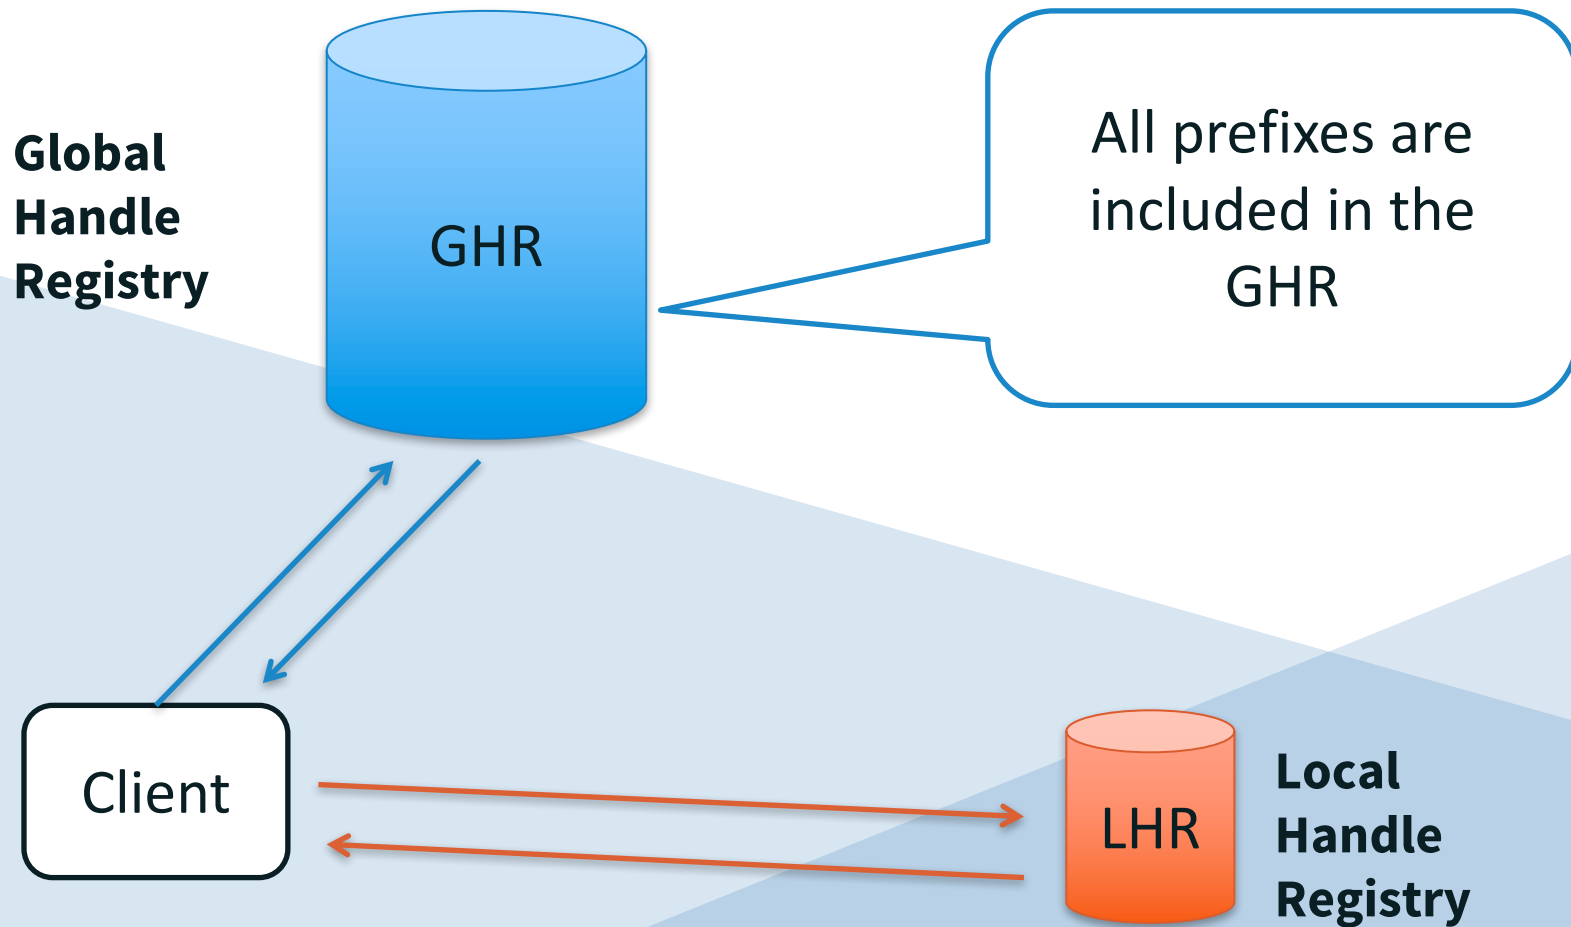 Global
Handle
Registry
GHR
All prefixes are
included in the
GHR
Client
LHR
Local
Handle
Registry